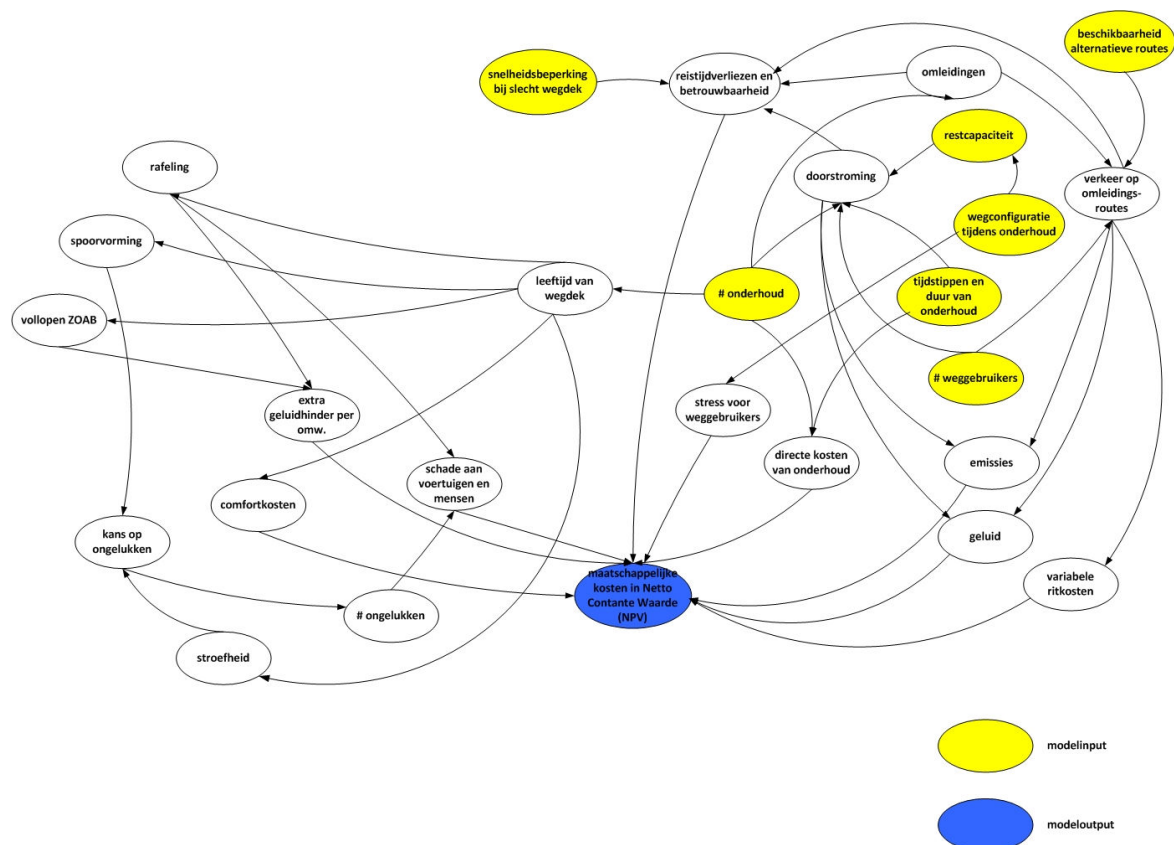 beschikbaarheid
alternatieve routes
snelheidsbeperking
bij slecht wegdek
reistijdverliezen en
betrouwbaarheid
omleidingen
restcapaciteit
rafeling
doorstroming
verkeer op
omleidings-
routes
wegconfiguratie
tijdens onderhoud
spoorvorming
leeftijd van
wegdek
# onderhoud
tijdstippen en
duur van
onderhoud
vollopen ZOAB
# weggebruikers
extra
geluidhinder per
omw.
stress voor
weggebruikers
schade aan
voertuigen en
mensen
directe kosten
van onderhoud
emissies
comfortkosten
kans op
ongelukken
geluid
maatschappelijke
kosten in Netto
Contante Waarde
(NPV)
variabele
ritkosten
# ongelukken
stroefheid
modelinput
modeloutput